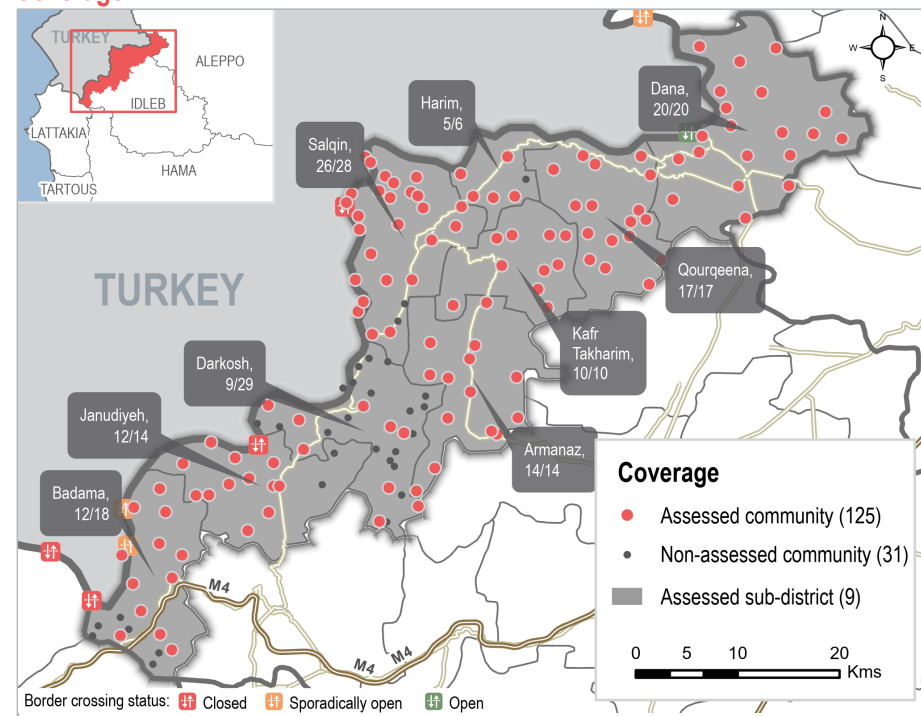 TURKEY
ALEPPO
IDLEB
LATTAKIA
HAMA
TARTOUS
N
W
E
S
Dana,
20/20
Harim,
5/6
Salqin,
26/28
TURKEY
Qourqeena,
17/17
Kafr
Takharim,
10/10
Darkosh,
9/29
Janudiyeh,
12/14
Armanaz,
14/14
Badama,
12/18
M4
M4
M4
Coverage
Assessed community (125)
Non-assessed community (31)
Assessed sub-district (9)
0 5 10 20
Kms
Border crossing status: Closed Sporadically open Open